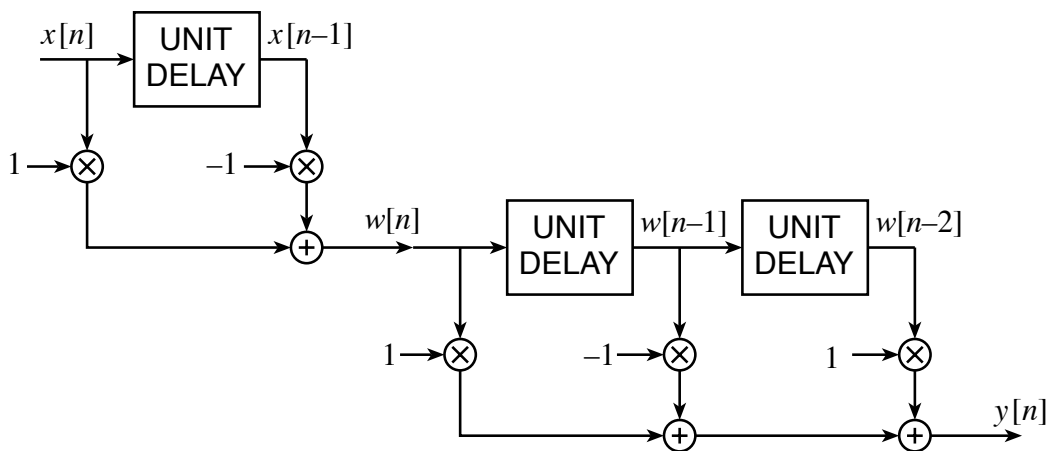 x[n] UNIT DELAY x[n–1]
1 –1
w[n] UNIT DELAY w[n–1] UNIT DELAY w[n–2]
1 –1 1
y[n]